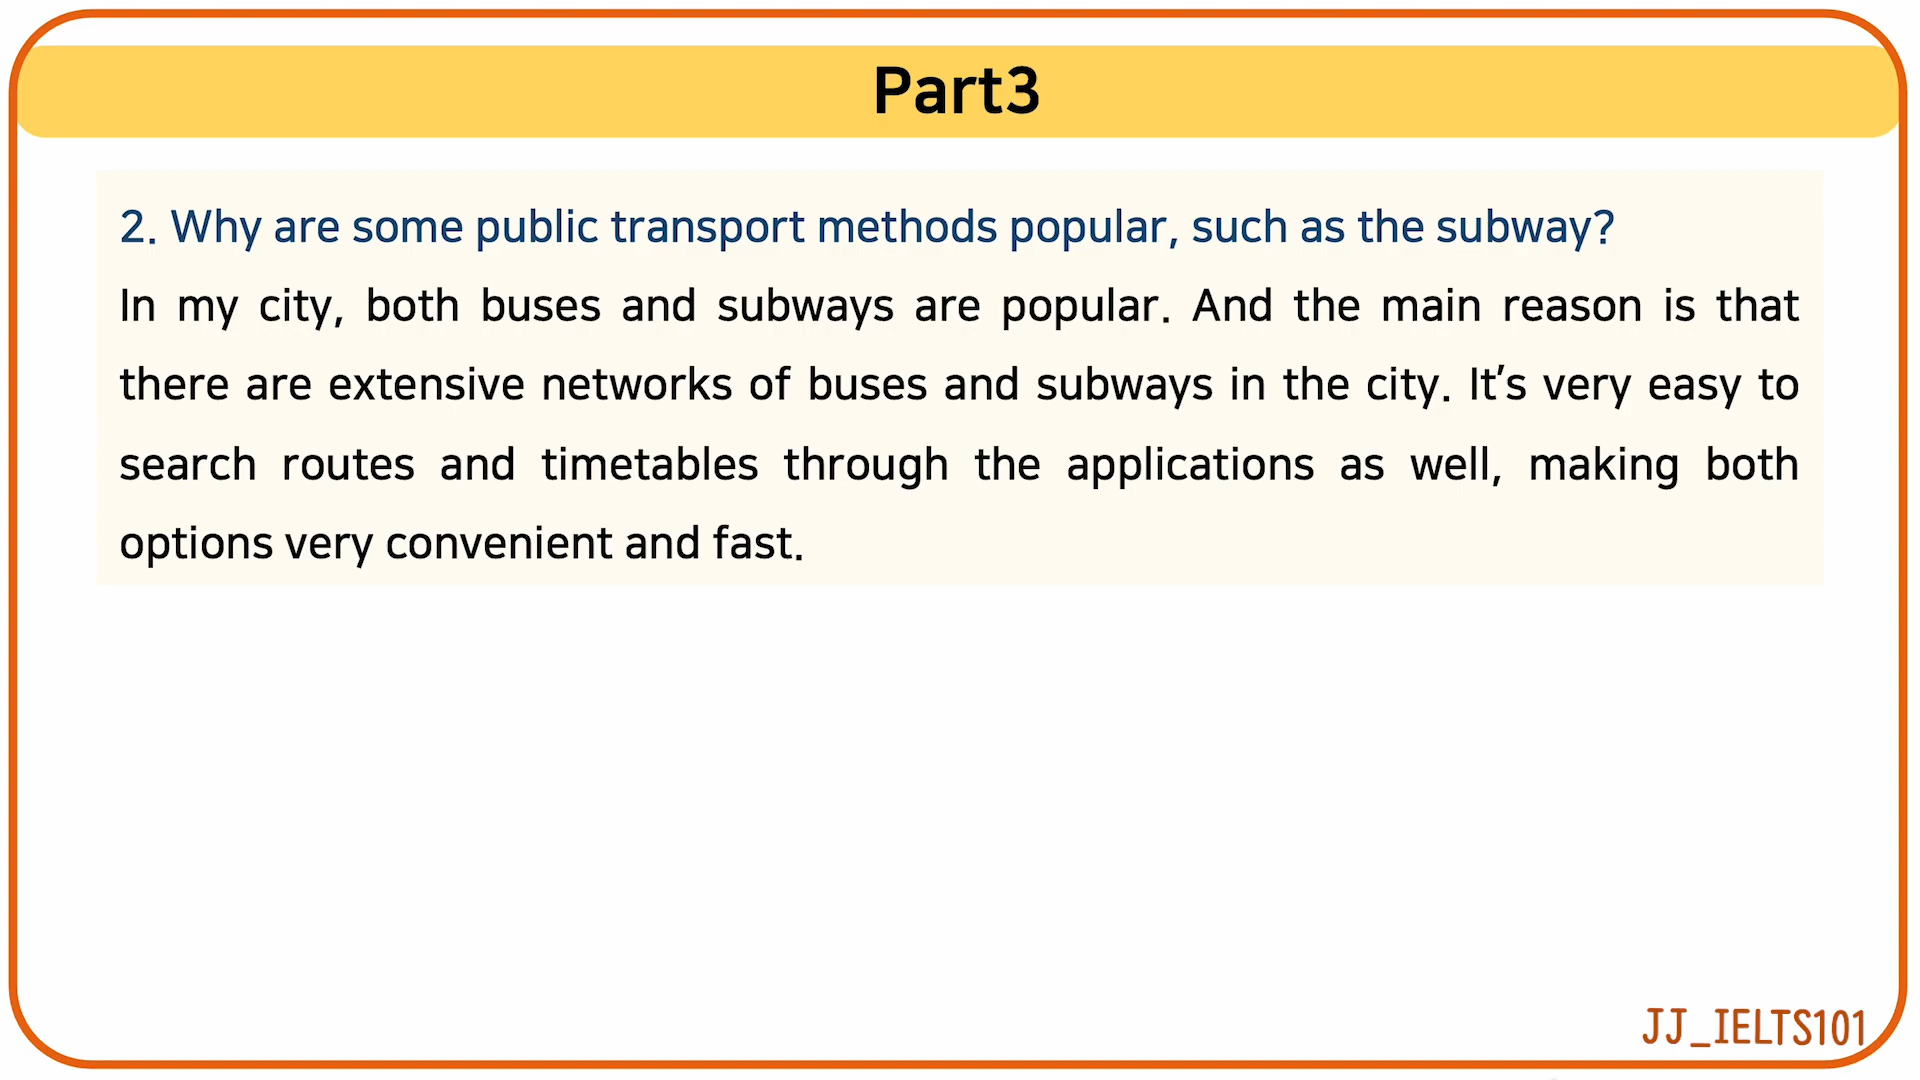 Part3
2. Why are some public transport methods popular, such as the subway?
In my city, both buses and subways are popular. And the main reason is that
there are extensive networks of buses and subways in the city. It’s very easy to
search routes and timetables through the applications as well, making both
options very convenient and fast.
JJ_IELTS101